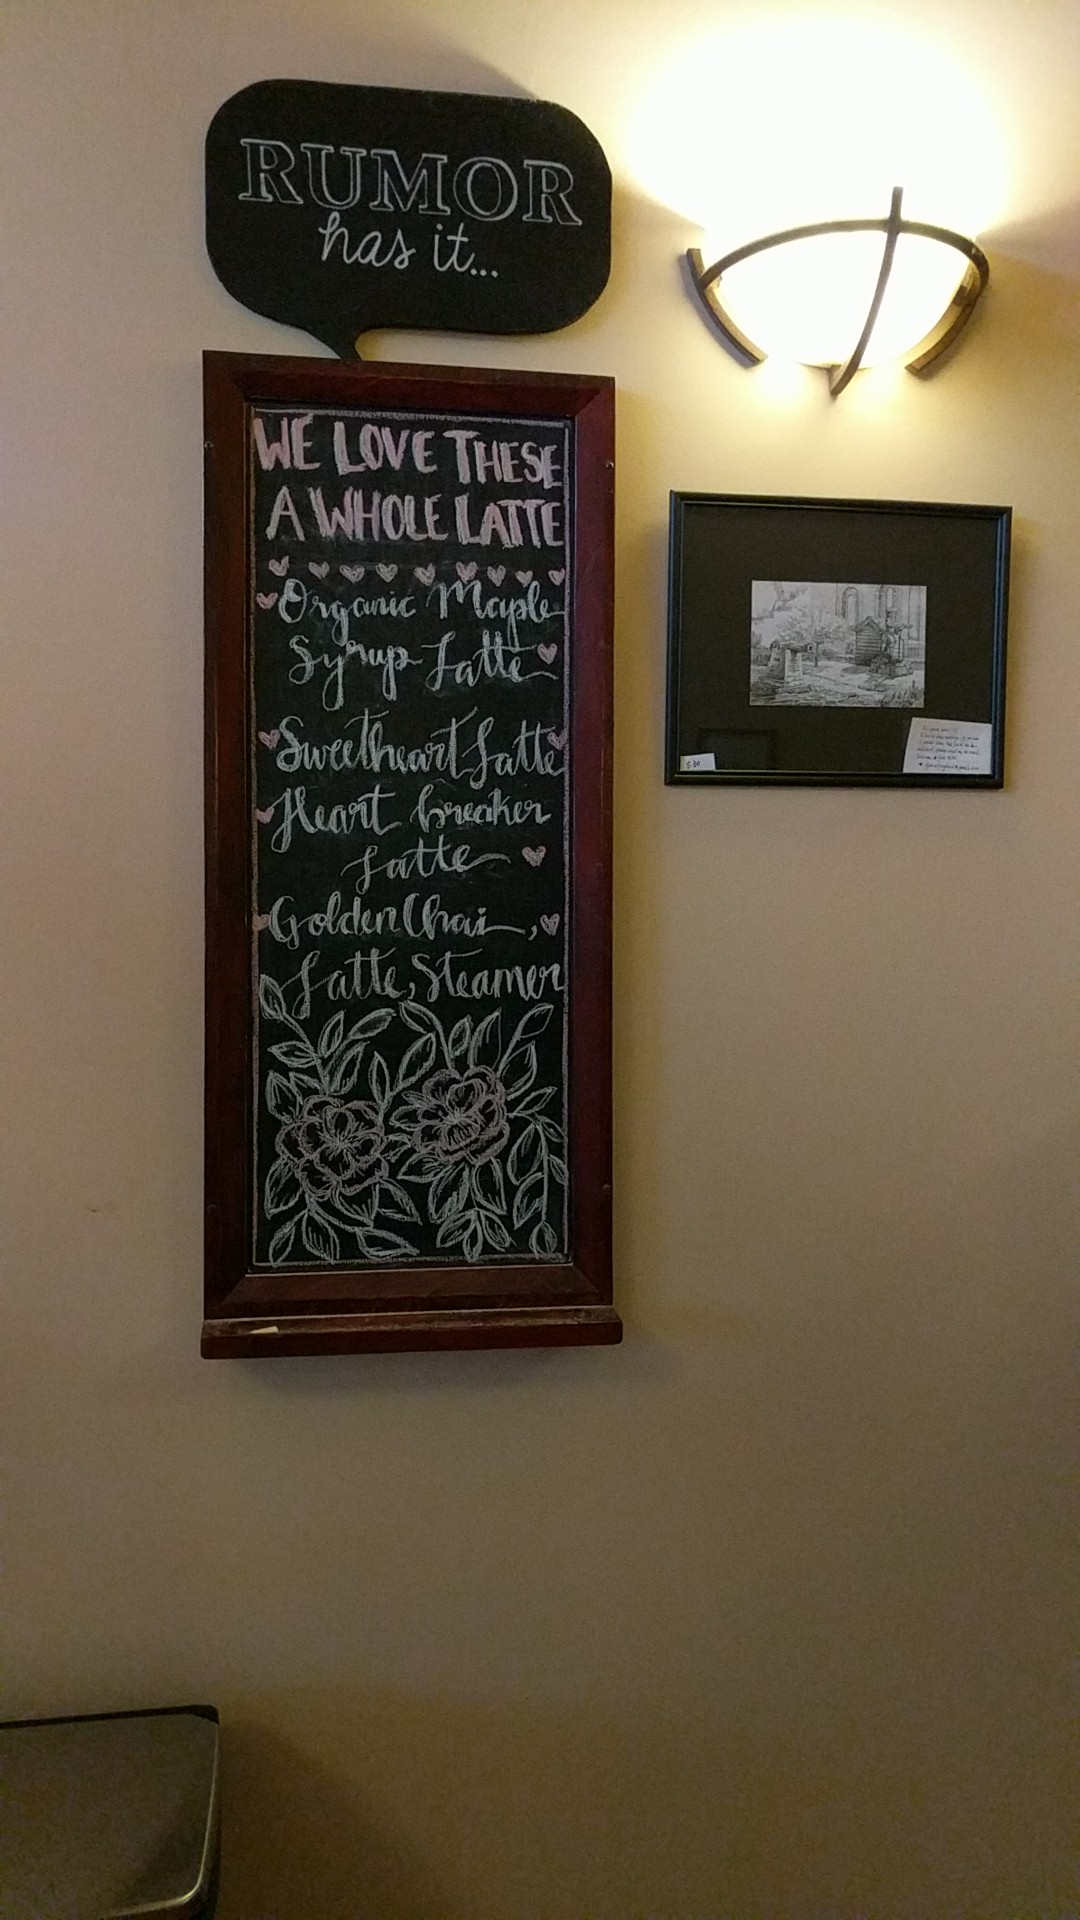 RUMOR
has it...
WE LOVE THESE
A WHOLE LATTE
Organic Maple
Syrup Latte
Sweetheart Latte
Heart breaker
Latte
Golden Chai,
Latte, Steamer